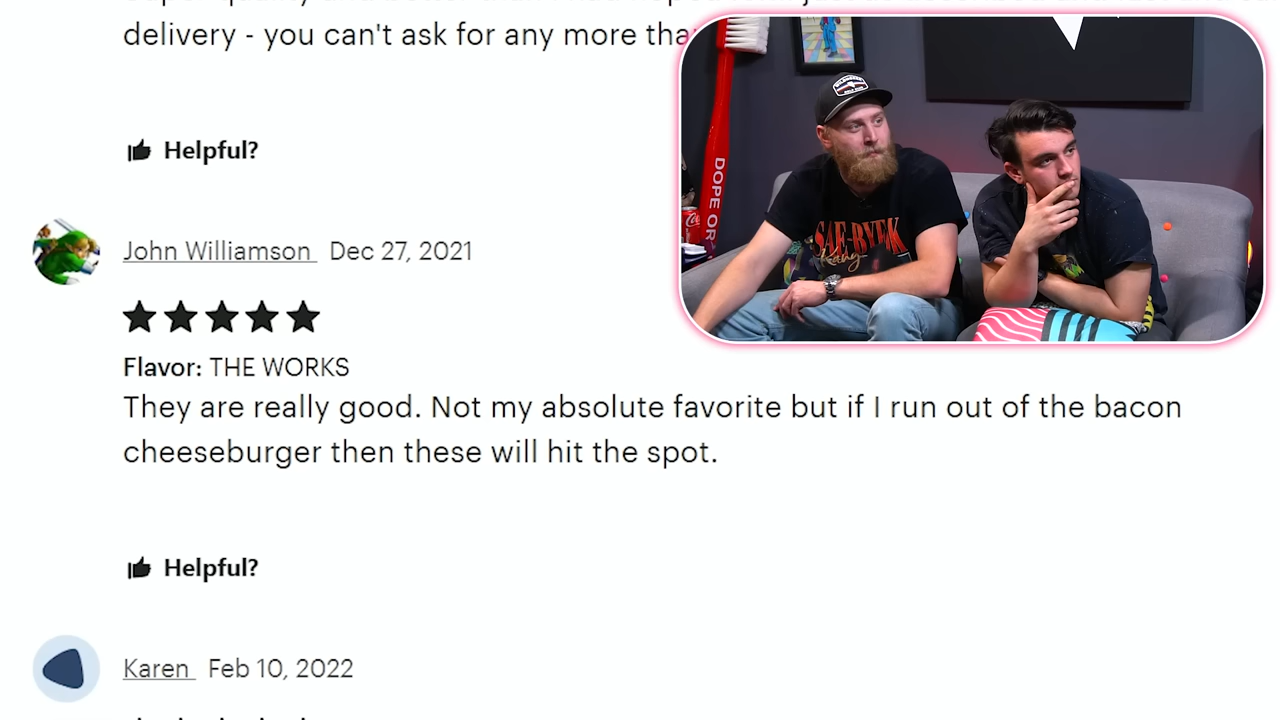 delivery - you can't ask for any more
Helpful?
John Williamson Dec 27, 2021
Flavor: THE WORKS
They are really good. Not my absolute favorite but if I run out of the bacon
cheeseburger then these will hit the spot.
Helpful?
Karen Feb 10, 2022
DOPE OR